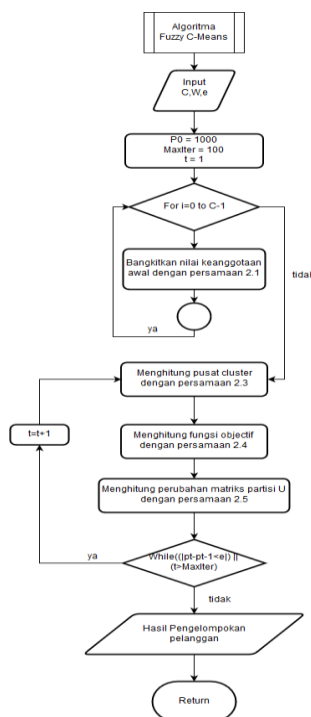 Algoritma
Fuzzy C-Means
Input
C,W,e
P0 = 1000
MaxIter = 100
t = 1
For i=0 to C-1
Bangkitkan nilai keanggotaan
awal dengan persamaan 2.1
tidak
ya
Menghitung pusat cluster
dengan persamaan 2.3
t=t+1
Menghitung fungsi objectif
dengan persamaan 2.4
Menghitung perubahan matriks partisi U
dengan persamaan 2.5
ya
While((|pt-pt-1<e|) ||
(t>MaxIter)
tidak
Hasil Pengelompokan
pelanggan
Return